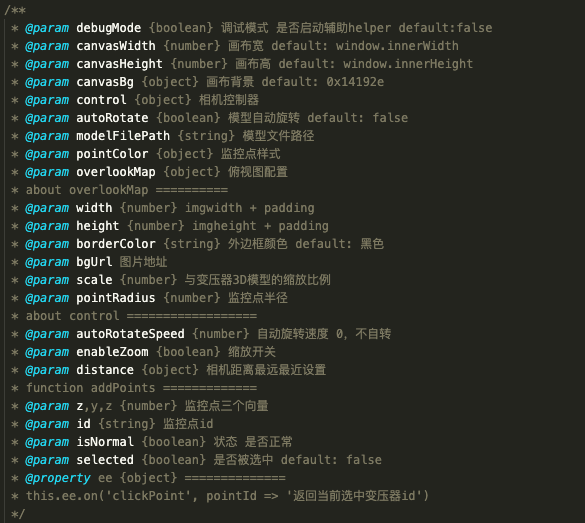 /**
* @param debugMode {boolean} 调试模式 是否启动辅助helper default:false
* @param canvasWidth {number} 画布宽 default: window.innerWidth
* @param canvasHeight {number} 画布高 default: window.innerHeight
* @param canvasBg {object} 画布背景 default: 0x14192e
* @param control {object} 相机控制器
* @param autoRotate {boolean} 模型自动旋转 default: false
* @param modelFilePath {string} 模型文件路径
* @param pointColor {object} 监控点样式
* @param overlookMap {object} 俯视图配置
* about overlookMap ==========
* @param width {number} imgwidth + padding
* @param height {number} imgheight + padding
* @param borderColor {string} 外边框颜色 default: 黑色
* @param bgUrl 图片地址
* @param scale {number} 与变压器3D模型的缩放比例
* @param pointRadius {number} 监控点半径
* about control ==================
* @param autoRotateSpeed {number} 自动旋转速度 0，不自转
* @param enableZoom {boolean} 缩放开关
* @param distance {object} 相机距离最远最近设置
* function addPoints =============
* @param z,y,z {number} 监控点三个向量
* @param id {string} 监控点id
* @param isNormal {boolean} 状态 是否正常
* @param selected {boolean} 是否被选中 default: false
* @property ee {object} ==============
* this.ee.on('clickPoint', pointId => '返回当前选中变压器id')
*/